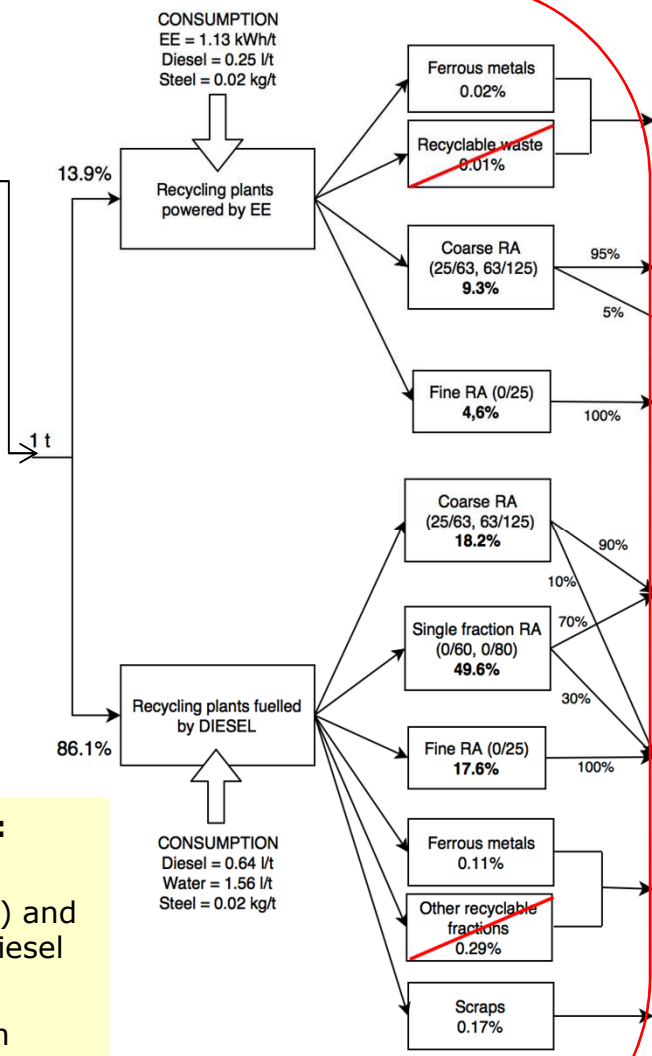 CONSUMPTION
EE = 1.13 kWh/t
Diesel = 0.25 l/t
Steel = 0.02 kg/t
13.9%
Recycling plants
powered by EE
Ferrous metals
0.02%
Recyclable waste
0.01%
Coarse RA
(25/63, 63/125)
9.3%
95%
5%
Fine RA (0/25)
4,6%
100%
1 t
Coarse RA
(25/63, 63/125)
18.2%
90%
10%
Single fraction RA
(0/60, 0/80)
49.6%
70%
30%
Recycling plants fuelled
by DIESEL
86.1%
Fine RA (0/25)
17.6%
100%
CONSUMPTION
Diesel = 0.64 l/t
Water = 1.56 l/t
Steel = 0.02 kg/t
Ferrous metals
0.11%
Other recyclable
fractions
0.29%
Scraps
0.17%
:
) and
iesel